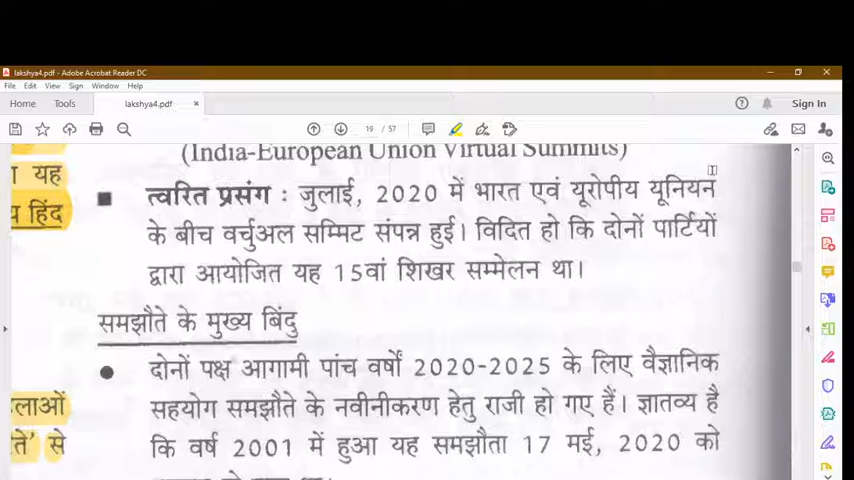 lakshya4.pdf - Adobe Acrobat Reader DC
File Edit View Sign Window Help
Home Tools lakshya4.pdf × Sign In
19 / 57
(India-European Union Virtual Summits)
यह
हिंद
■ त्वरित प्रसंग : जुलाई, 2020 में भारत एवं यूरोपीय यूनियन
के बीच वर्चुअल सम्मिट संपन्न हुई। विदित हो कि दोनों पार्टियों
द्वारा आयोजित यह 15वां शिखर सम्मेलन था।
समझौते के मुख्य बिंदु
● दोनों पक्ष आगामी पांच वर्षों 2020-2025 के लिए वैज्ञानिक
सहयोग समझौते के नवीनीकरण हेतु राजी हो गए हैं। ज्ञातव्य है
कि वर्ष 2001 में हुआ यह समझौता 17 मई, 2020 को
से